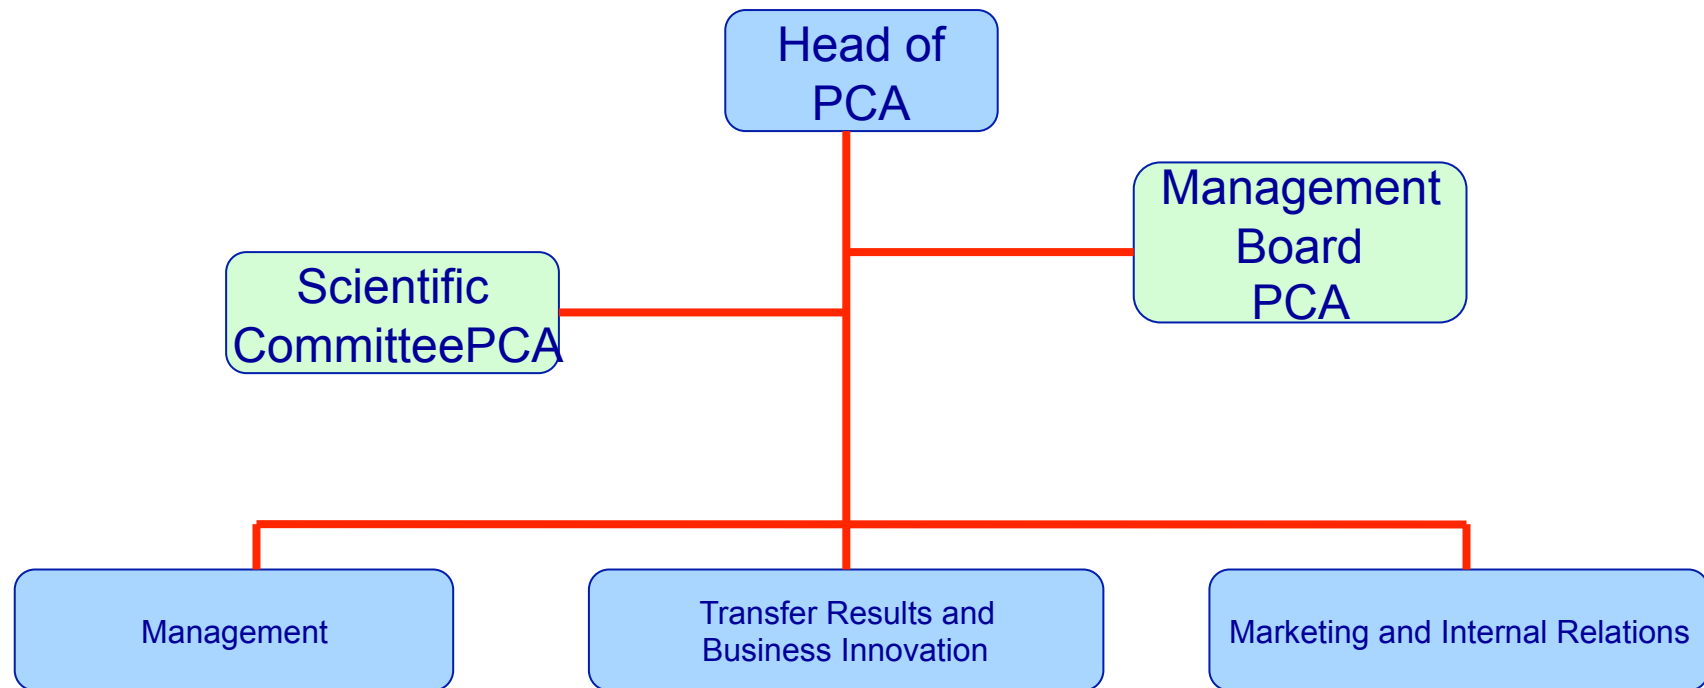 Head of
PCA
Management
Board
PCA
Scientific
CommitteePCA
Management
Transfer Results and
Business Innovation
Marketing and Internal Relations